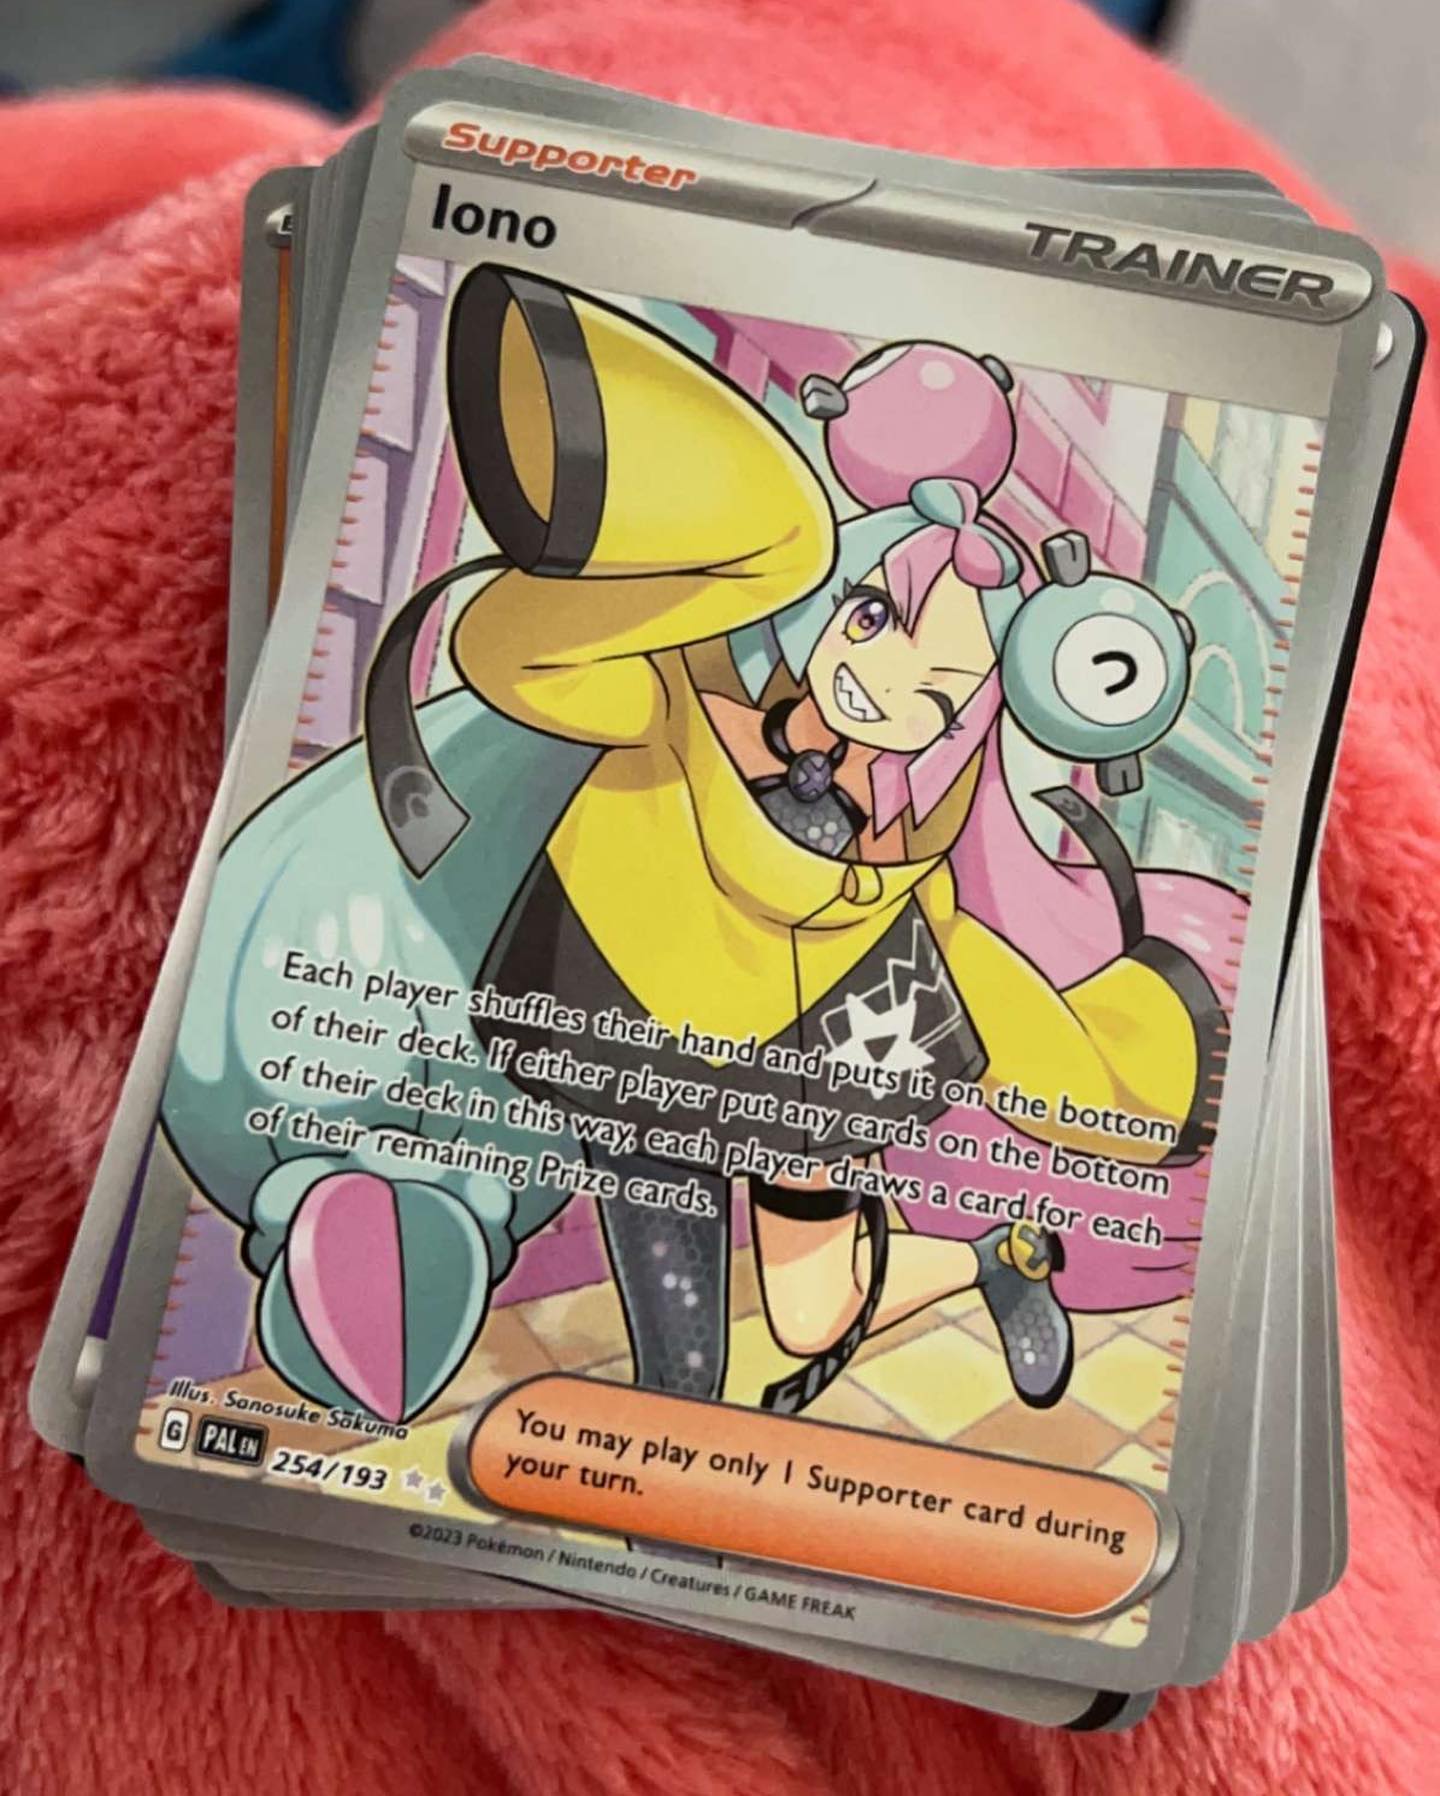 Supporter
TRAINER
Iono
Each player shuffles their hand and puts it on the bottom
of their deck. If either player put any cards on the bottom
of their deck in this way, each player draws a card for each
of their remaining Prize cards.
Illus. Sanosuke Sakuma
G PAL EN 254/193
You may play only 1 Supporter card during
your turn.
©2023 Pokémon / Nintendo / Creatures / GAME FREAK